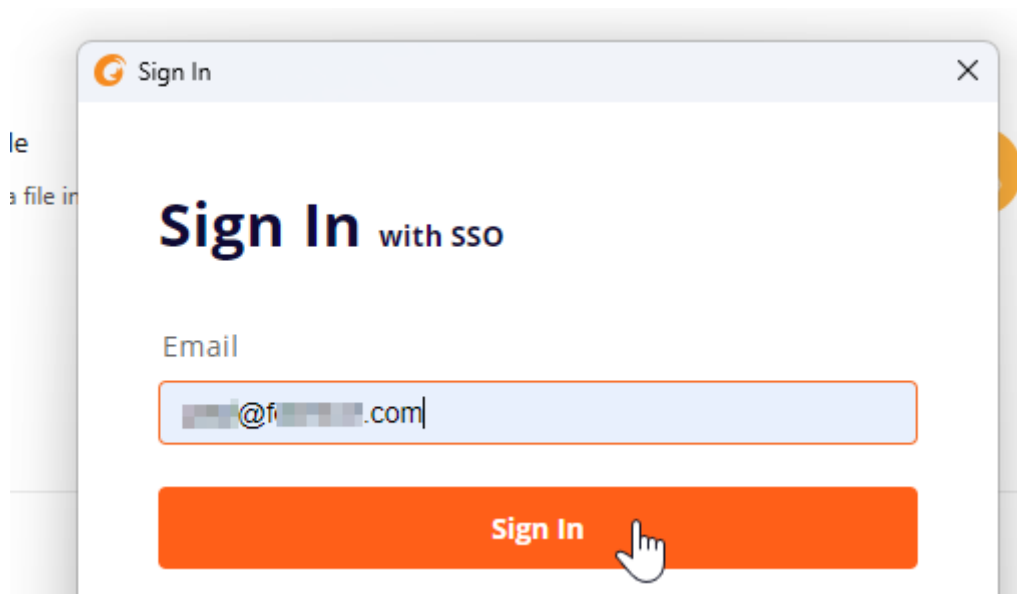 Sign In
le
a file in
Sign In with SSO
Email
@f .com
Sign In